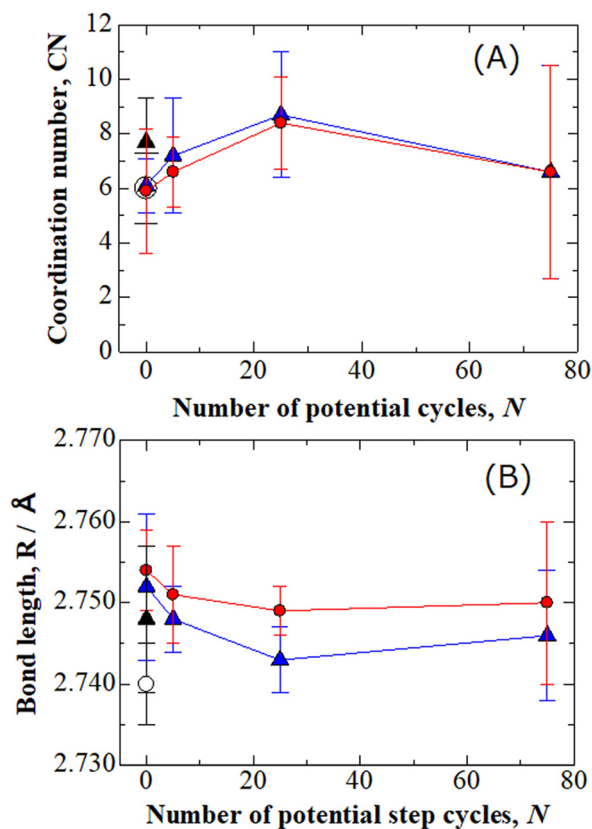 (A)
Coordination number, CN
12
10
8
6
4
2
0
0 20 40 60 80
Number of potential cycles, N
(B)
Bond length, R / Å
2.770
2.760
2.750
2.740
2.730
0 20 40 60 80
Number of potential step cycles, N